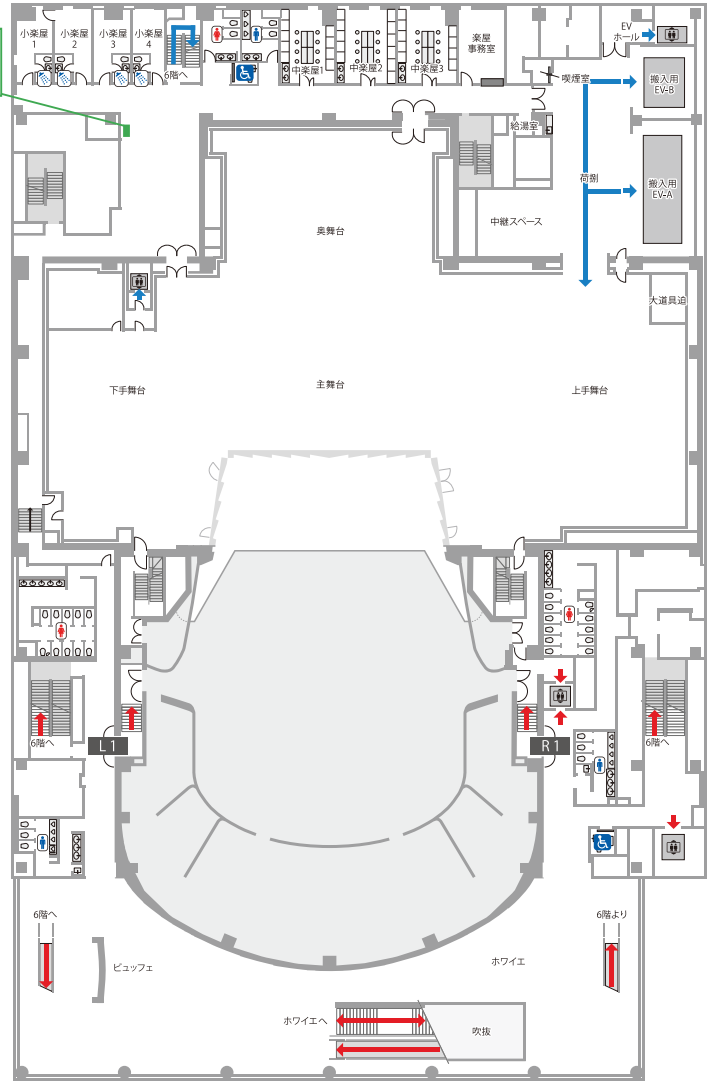 小楽屋
1
小楽屋
2
小楽屋
3
小楽屋
4
6階へ
中楽屋1
中楽屋2
中楽屋3
楽屋
事務室
EV
ホール
喫煙室
搬入用
EV-B
給湯室
荷捌
搬入用
EV-A
中継スペース
奥舞台
大道具迫
下手舞台
主舞台
上手舞台
6階へ
L 1
R 1
6階へ
6階へ
6階より
ビュッフェ
ホワイエ
ホワイエへ
吹抜